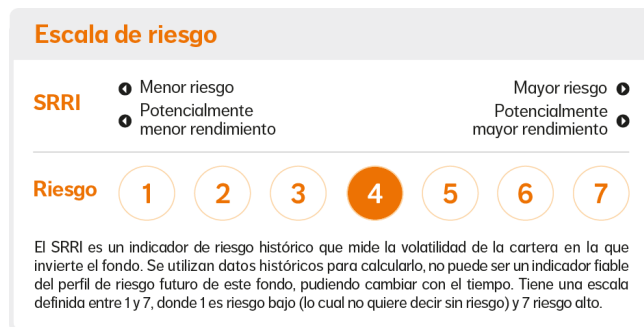 Escala de riesgo
SRRI
Menor riesgo
Potencialmente
menor rendimiento
Mayor riesgo
Potencialmente
mayor rendimiento
Riesgo 1 2 3 4 5 6 7
El SRRI es un indicador de riesgo histórico que mide la volatilidad de la cartera en la que
invierte el fondo. Se utilizan datos históricos para calcularlo, no puede ser un indicador fiable
del perfil de riesgo futuro de este fondo, pudiendo cambiar con el tiempo. Tiene una escala
definida entre 1 y 7, donde 1 es riesgo bajo (lo cual no quiere decir sin riesgo) y 7 riesgo alto.